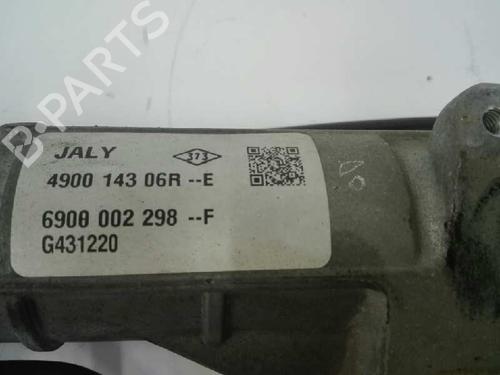 B-PARTS
JALY 373
4900 143 06R --E
6900 002 298 --F
G431220